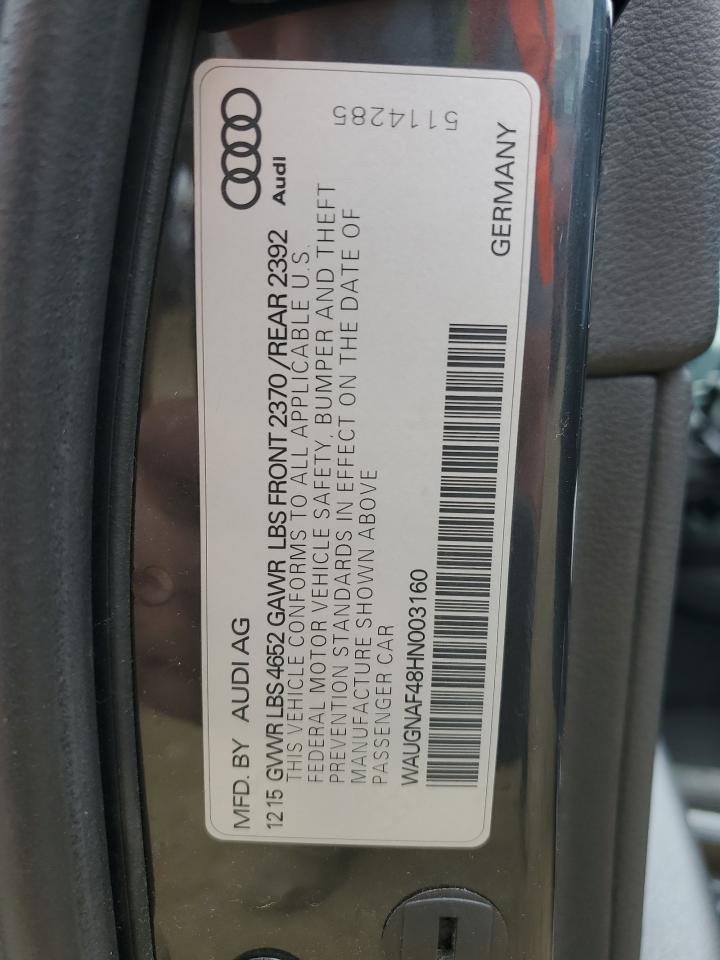 MFD. BY AUDI AG
Audi
12 15 GVWR LBS 4652 GAWR LBS FRONT 2370 /REAR 2392
THIS VEHICLE CONFORMS TO ALL APPLICABLE U.S.
FEDERAL MOTOR VEHICLE SAFETY, BUMPER AND THEFT
PREVENTION STANDARDS IN EFFECT ON THE DATE OF
MANUFACTURE SHOWN ABOVE
PASSENGER CAR
WAUGNAF48HN003160
GERMANY
5114285